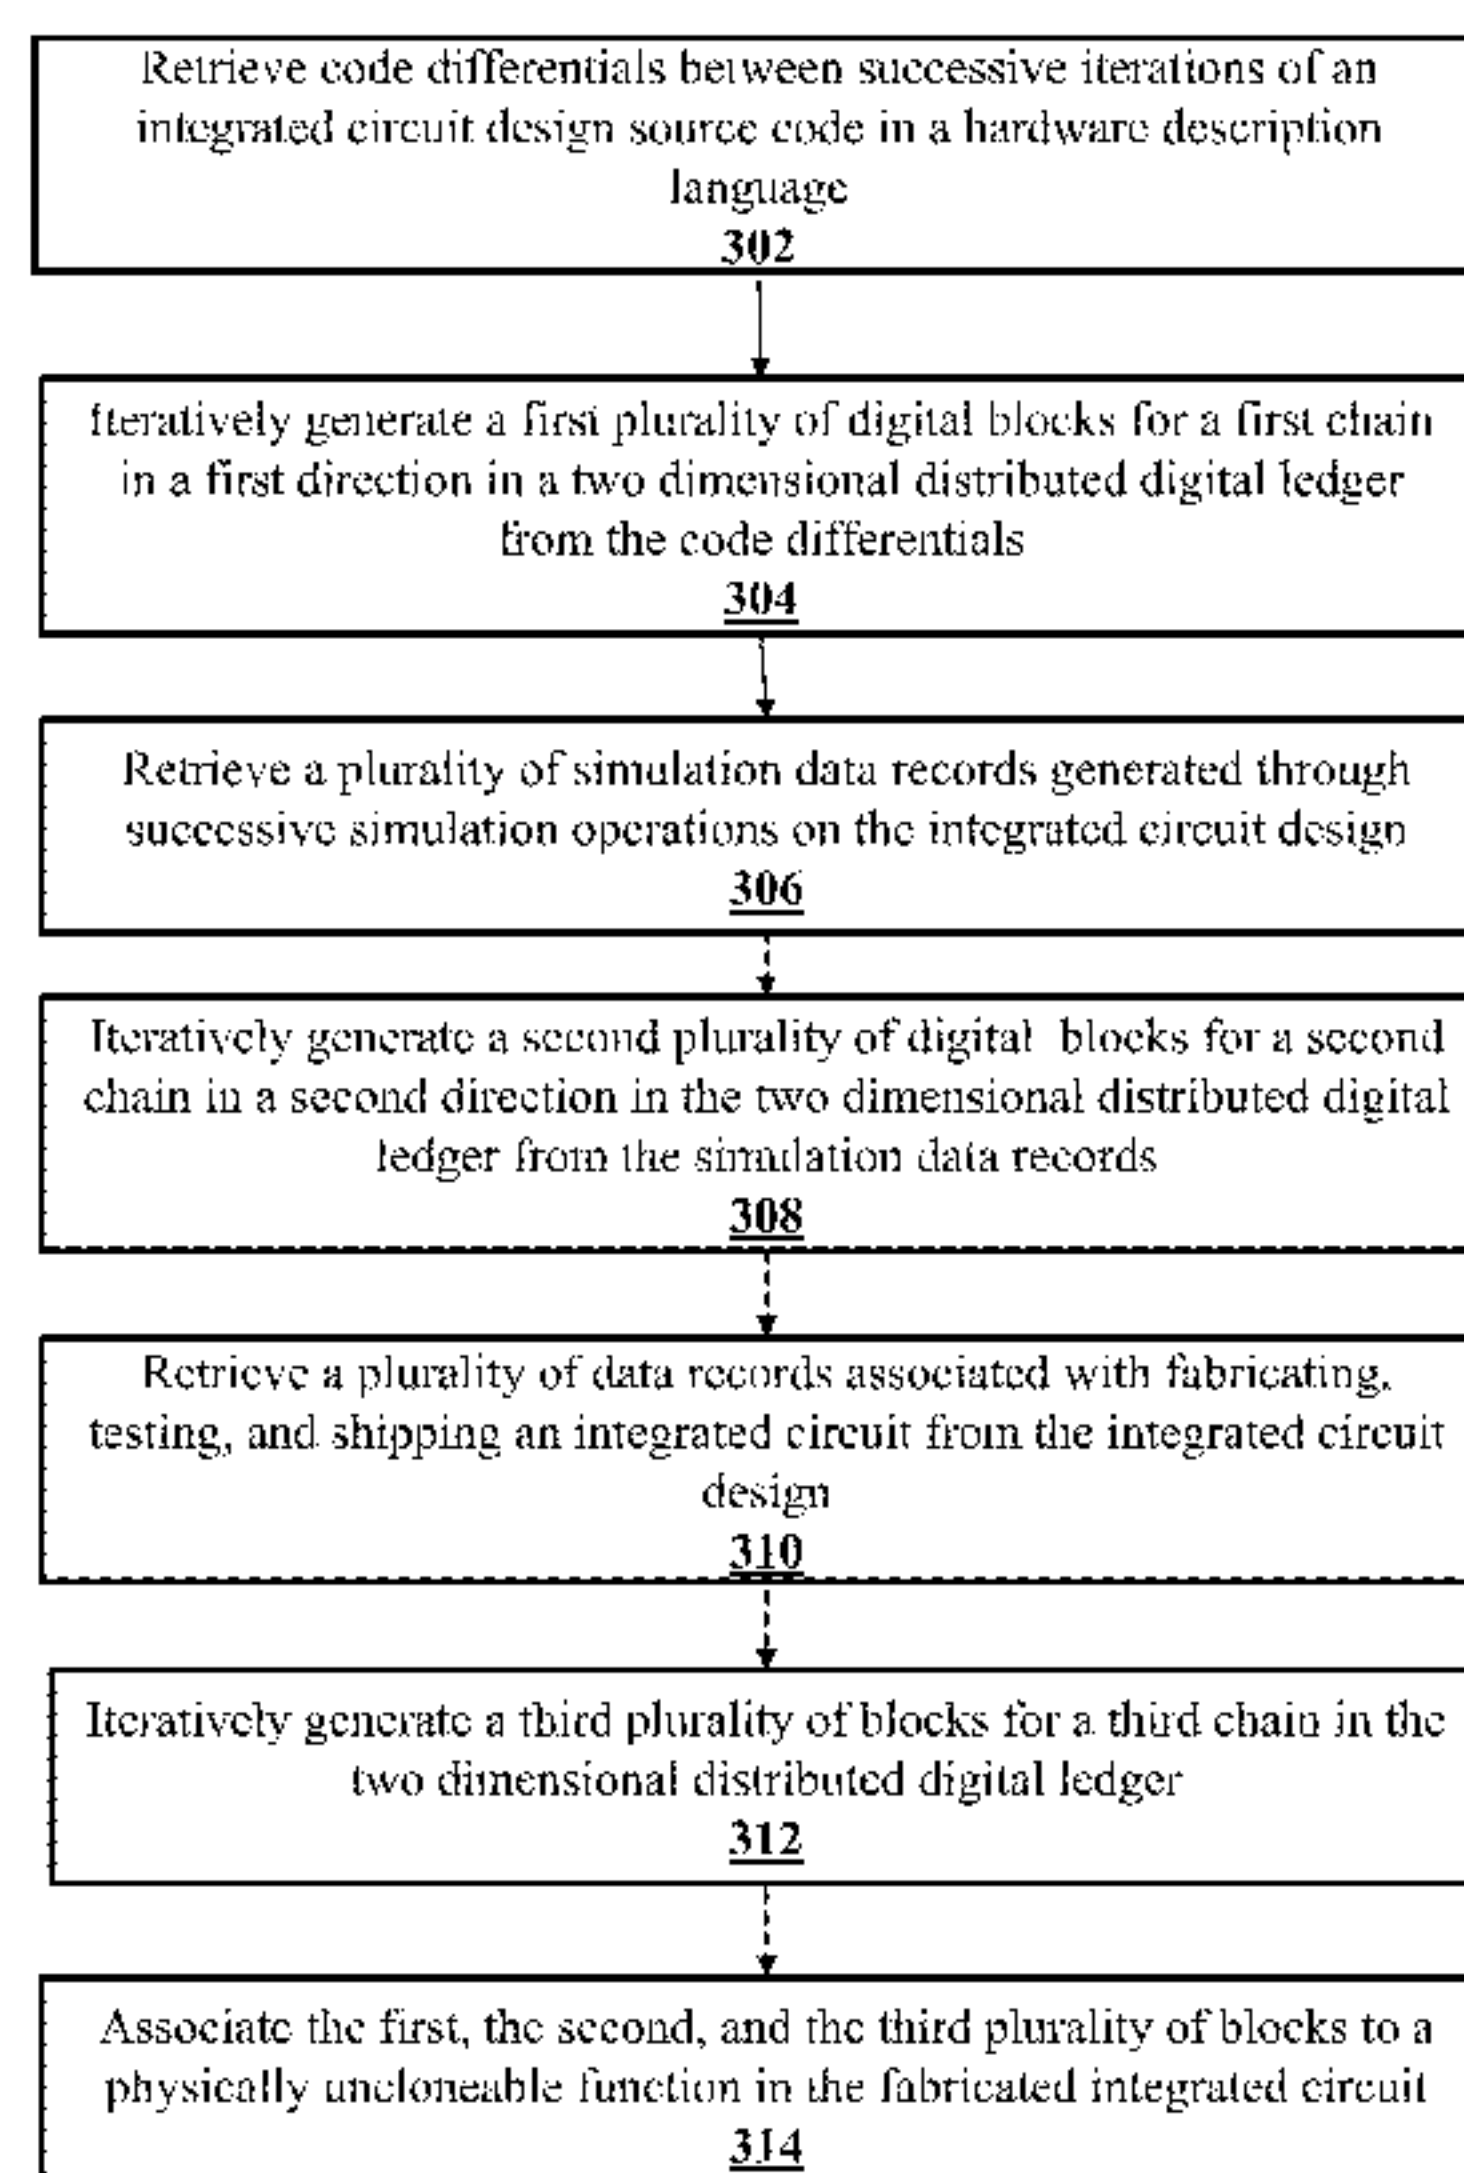 Retrieve code differentials between successive iterations of an
integrated circuit design source code in a hardware description
language
302
Iteratively generate a first plurality of digital blocks for a first chain
in a first direction in a two dimensional distributed digital ledger
from the code differentials
304
Retrieve a plurality of simulation data records generated through
successive simulation operations on the integrated circuit design
306
Iteratively generate a second plurality of digital blocks for a second
chain in a second direction in the two dimensional distributed digital
ledger from the simulation data records
308
Retrieve a plurality of data records associated with fabricating,
testing, and shipping an integrated circuit from the integrated circuit
design
310
Iteratively generate a third plurality of blocks for a third chain in the
two dimensional distributed digital ledger
312
Associate the first, the second, and the third plurality of blocks to a
physically uncloneable function in the fabricated integrated circuit
314